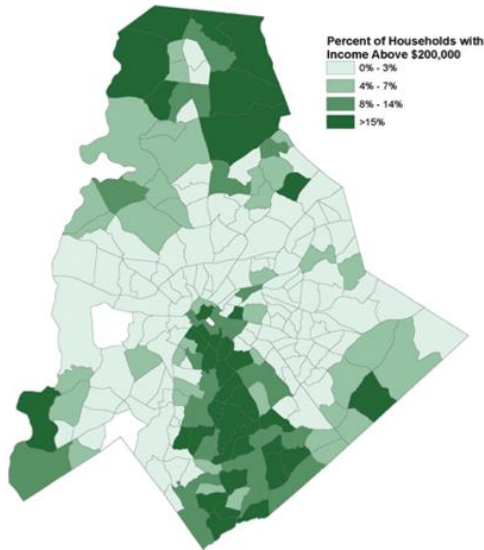 Percent of Households with
Income Above $200,000
0% - 3%
4% - 7%
8% - 14%
>15%